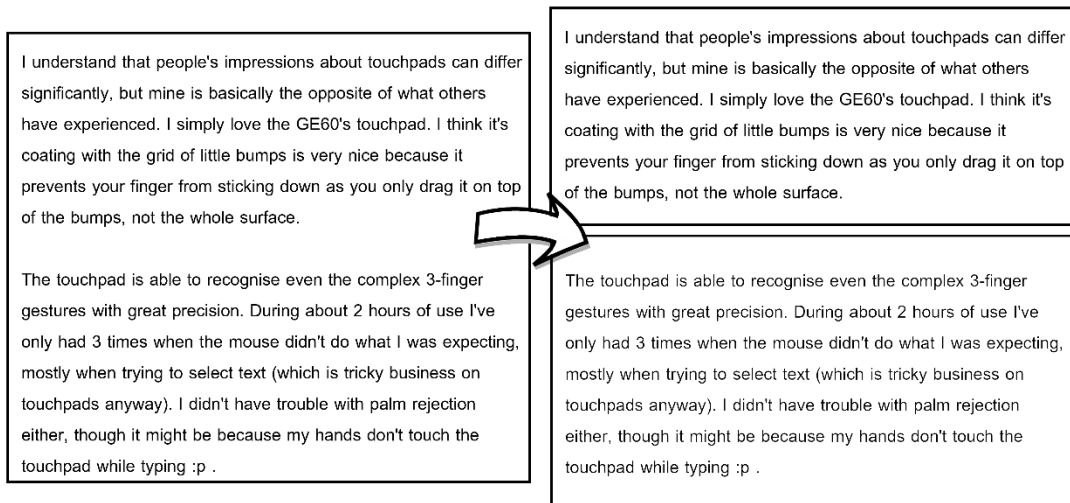 I understand that people's impressions about touchpads can differ
significantly, but mine is basically the opposite of what others
have experienced. I simply love the GE60's touchpad. I think it's
coating with the grid of little bumps is very nice because it
prevents your finger from sticking down as you only drag it on top
of the bumps, not the whole surface.
The touchpad is able to recognise even the complex 3-finger
gestures with great precision. During about 2 hours of use I've
only had 3 times when the mouse didn't do what I was expecting,
mostly when trying to select text (which is tricky business on
touchpads anyway). I didn't have trouble with palm rejection
either, though it might be because my hands don't touch the
touchpad while typing :p .
I understand that people's impressions about touchpads can differ
significantly, but mine is basically the opposite of what others
have experienced. I simply love the GE60's touchpad. I think it's
coating with the grid of little bumps is very nice because it
prevents your finger from sticking down as you only drag it on top
of the bumps, not the whole surface.
The touchpad is able to recognise even the complex 3-finger
gestures with great precision. During about 2 hours of use I've
only had 3 times when the mouse didn't do what I was expecting,
mostly when trying to select text (which is tricky business on
touchpads anyway). I didn't have trouble with palm rejection
either, though it might be because my hands don't touch the
touchpad while typing :p .